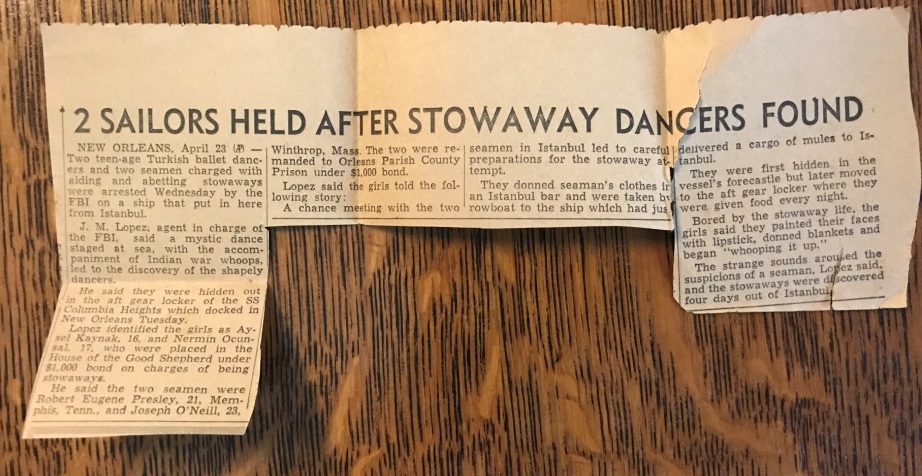 2 SAILORS HELD AFTER STOWAWAY DANCERS FOUND
NEW ORLEANS, April 23 (AP) —
Two teen-age Turkish ballet danc-
ers and two seamen charged with
aiding and abetting stowaways
were arrested Wednesday by the
FBI on a ship that put in here
from Istanbul.
J. M. Lopez, agent in charge of
the FBI, said a mystic dance
staged at sea, with the accom-
paniment of Indian war whoops,
led to the discovery of the shapely
dancers.
He said they were hidden out
in the aft gear locker of the SS
Columbia Heights which docked in
New Orleans Tuesday.
Lopez identified the girls as Ay-
sel Kaynak, 16, and Nermin Ocun-
sal, 17, who were placed in the
House of the Good Shepherd under
$1,000 bond on charges of being
stowaways.
He said the two seamen were
Robert Eugene Presley, 21, Mem-
phis, Tenn., and Joseph O'Neill, 23,
Winthrop, Mass. The two were re-
manded to Orleans Parish County
Prison under $1,000 bond.
Lopez said the girls told the fol-
lowing story:
A chance meeting with the two
seamen in Istanbul led to careful
preparations for the stowaway at-
tempt.
They donned seaman's clothes in
an Istanbul bar and were taken by
rowboat to the ship which had jus
delivered a cargo of mules to Is-
tanbul.
They were first hidden in the
vessel's forecastle but later moved
to the aft gear locker where they
were given food every night.
Bored by the stowaway life, the
girls said they painted their faces
with lipstick, donned blankets and
began "whooping it up."
The strange sounds aroused the
suspicions of a seaman, Lopez said,
and the stowaways were discovered
four days out of Istanbul.